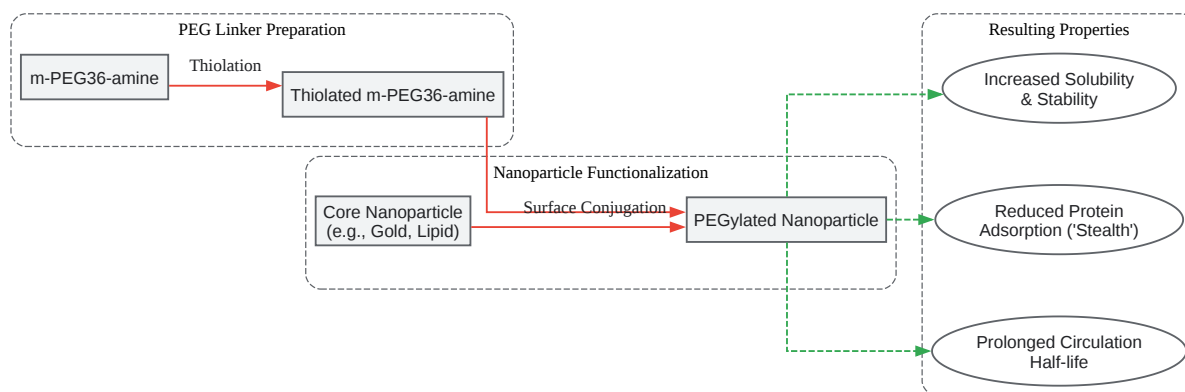 PEG Linker Preparation
m-PEG36-amine
Thiolation
Thiolated m-PEG36-amine
Nanoparticle Functionalization
Core Nanoparticle
(e.g., Gold, Lipid)
Surface Conjugation
PEGylated Nanoparticle
Resulting Properties
Increased Solubility
& Stability
Reduced Protein
Adsorption ('Stealth')
Prolonged Circulation
Half-life